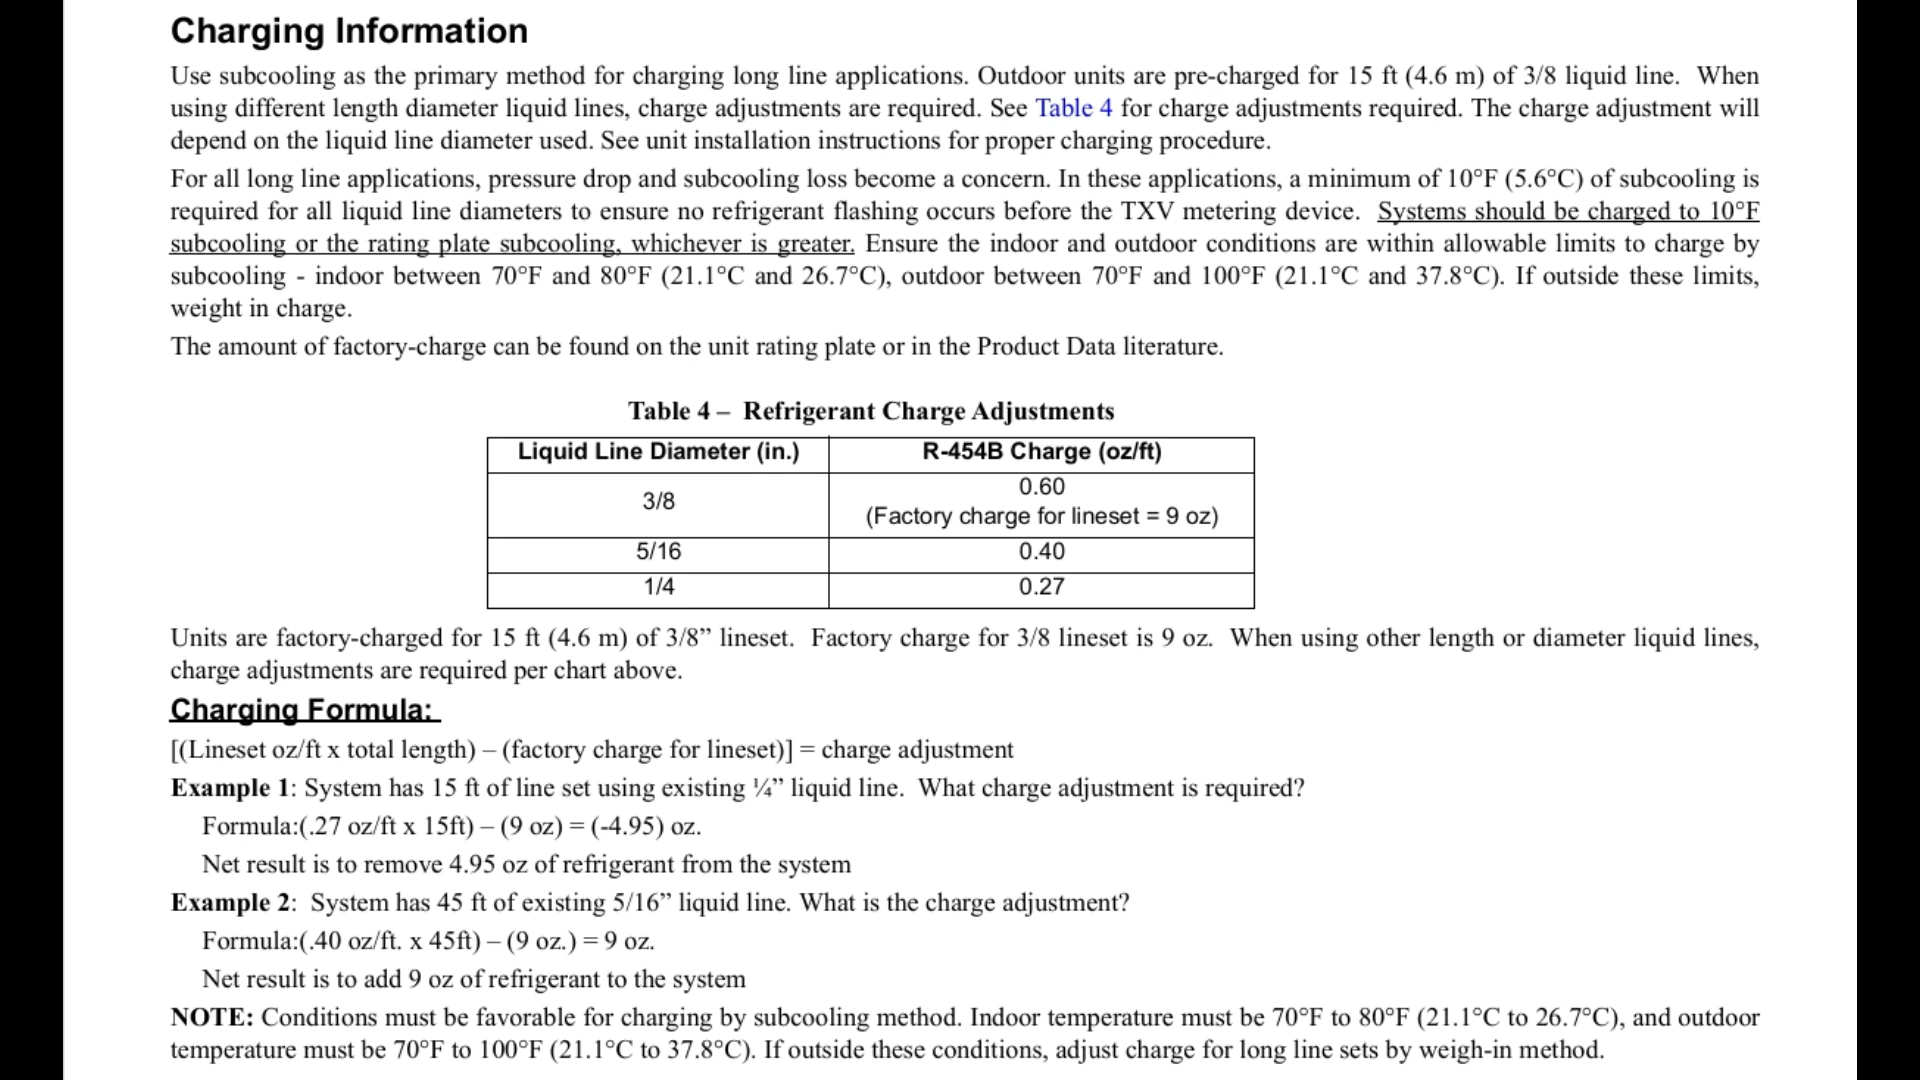 Charging Information
Use subcooling as the primary method for charging long line applications. Outdoor units are pre-charged for 15 ft (4.6 m) of 3/8 liquid line.  When
using different length diameter liquid lines, charge adjustments are required. See Table 4 for charge adjustments required. The charge adjustment will
depend on the liquid line diameter used. See unit installation instructions for proper charging procedure.
For all long line applications, pressure drop and subcooling loss become a concern. In these applications, a minimum of 10°F (5.6°C) of subcooling is
required for all liquid line diameters to ensure no refrigerant flashing occurs before the TXV metering device.  Systems should be charged to 10°F
subcooling or the rating plate subcooling, whichever is greater. Ensure the indoor and outdoor conditions are within allowable limits to charge by
subcooling - indoor between 70°F and 80°F (21.1°C and 26.7°C), outdoor between 70°F and 100°F (21.1°C and 37.8°C). If outside these limits,
weight in charge.
The amount of factory-charge can be found on the unit rating plate or in the Product Data literature.
Table 4 –  Refrigerant Charge Adjustments
Liquid Line Diameter (in.) R-454B Charge (oz/ft)
3/8 0.60
(Factory charge for lineset = 9 oz)
5/16 0.40
1/4 0.27
Units are factory-charged for 15 ft (4.6 m) of 3/8” lineset.  Factory charge for 3/8 lineset is 9 oz.  When using other length or diameter liquid lines,
charge adjustments are required per chart above.
Charging Formula:
[(Lineset oz/ft x total length) – (factory charge for lineset)] = charge adjustment
Example 1: System has 15 ft of line set using existing ¼” liquid line.  What charge adjustment is required?
Formula:(.27 oz/ft x 15ft) – (9 oz) = (-4.95) oz.
Net result is to remove 4.95 oz of refrigerant from the system
Example 2:  System has 45 ft of existing 5/16” liquid line. What is the charge adjustment?
Formula:(.40 oz/ft. x 45ft) – (9 oz.) = 9 oz.
Net result is to add 9 oz of refrigerant to the system
NOTE: Conditions must be favorable for charging by subcooling method. Indoor temperature must be 70°F to 80°F (21.1°C to 26.7°C), and outdoor
temperature must be 70°F to 100°F (21.1°C to 37.8°C). If outside these conditions, adjust charge for long line sets by weigh-in method.